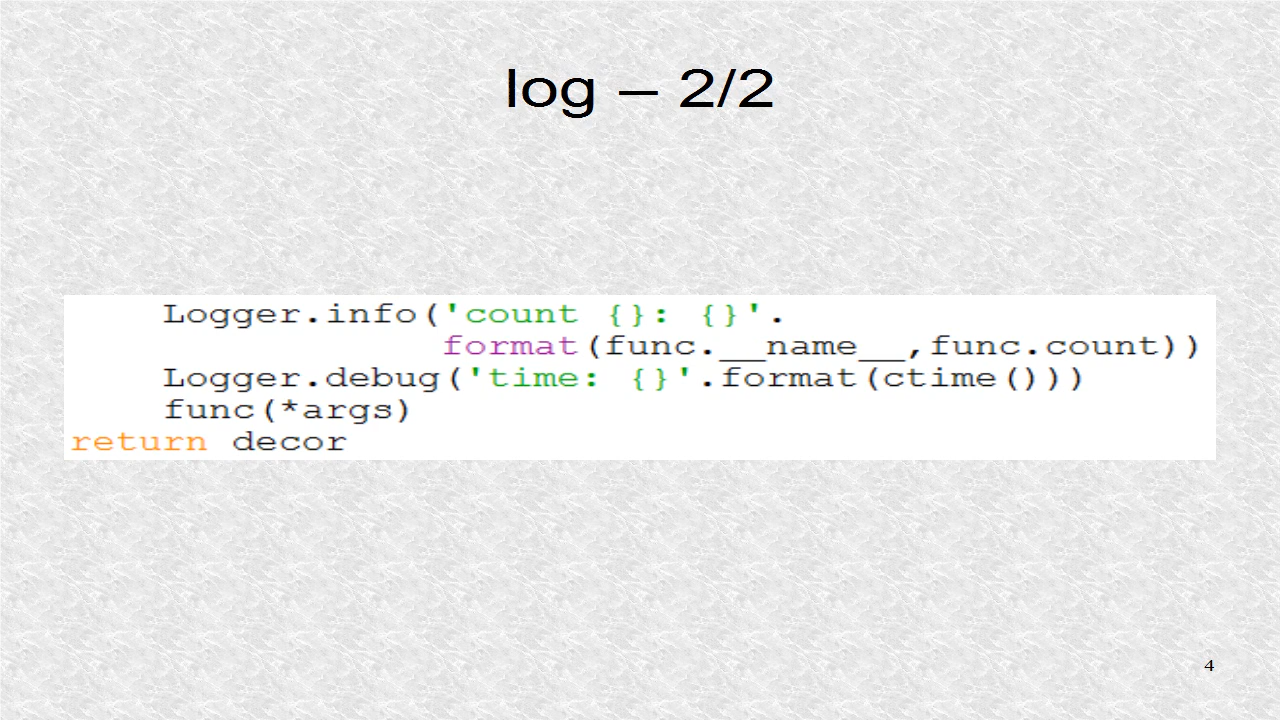 log – 2/2
Logger.info('count {}: {}'.
format(func.__name__,func.count))
Logger.debug('time: {}'.format(ctime()))
func(*args)
return decor
4